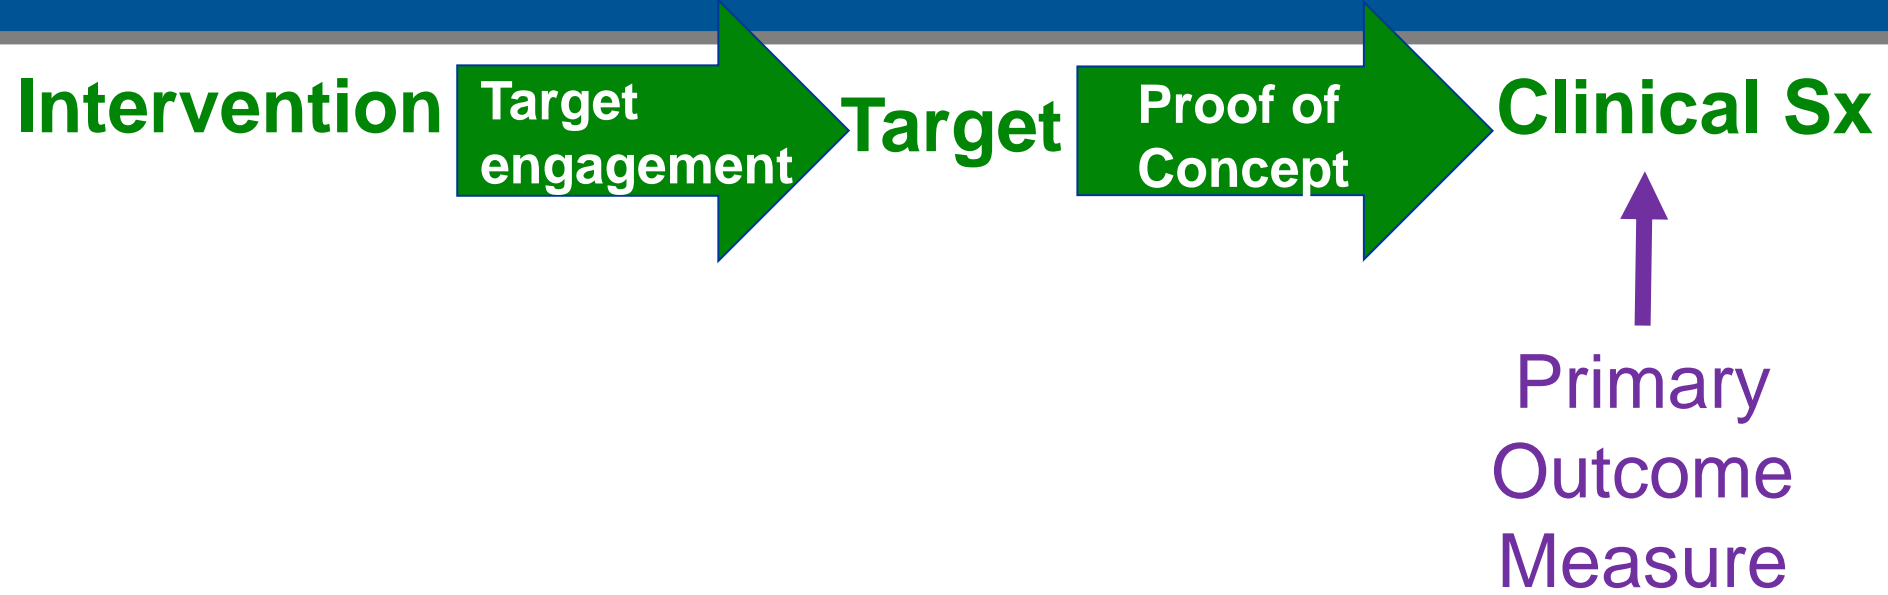 Intervention
Target
engagement
Target
Proof of
Concept
Clinical Sx
Primary
Outcome
Measure